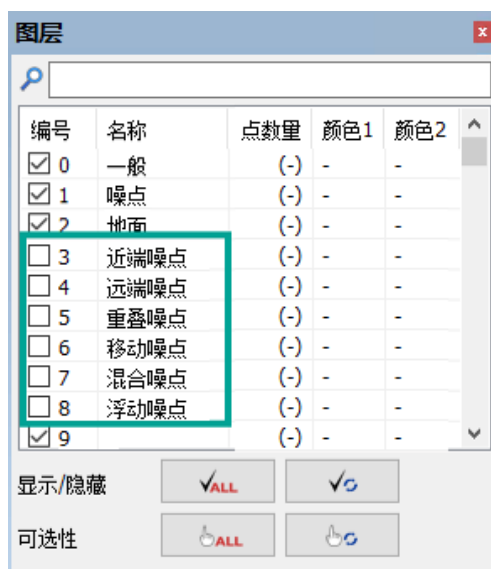 图层
编号 名称 点数量 颜色1 颜色2
0 一般 (-) - -
1 噪点 (-) - -
2 地面 (-) - -
3 近端噪点 (-) - -
4 远端噪点 (-) - -
5 重叠噪点 (-) - -
6 移动噪点 (-) - -
7 混合噪点 (-) - -
8 浮动噪点 (-) - -
9 (-) - -
显示/隐藏 ALL
可选性 ALL